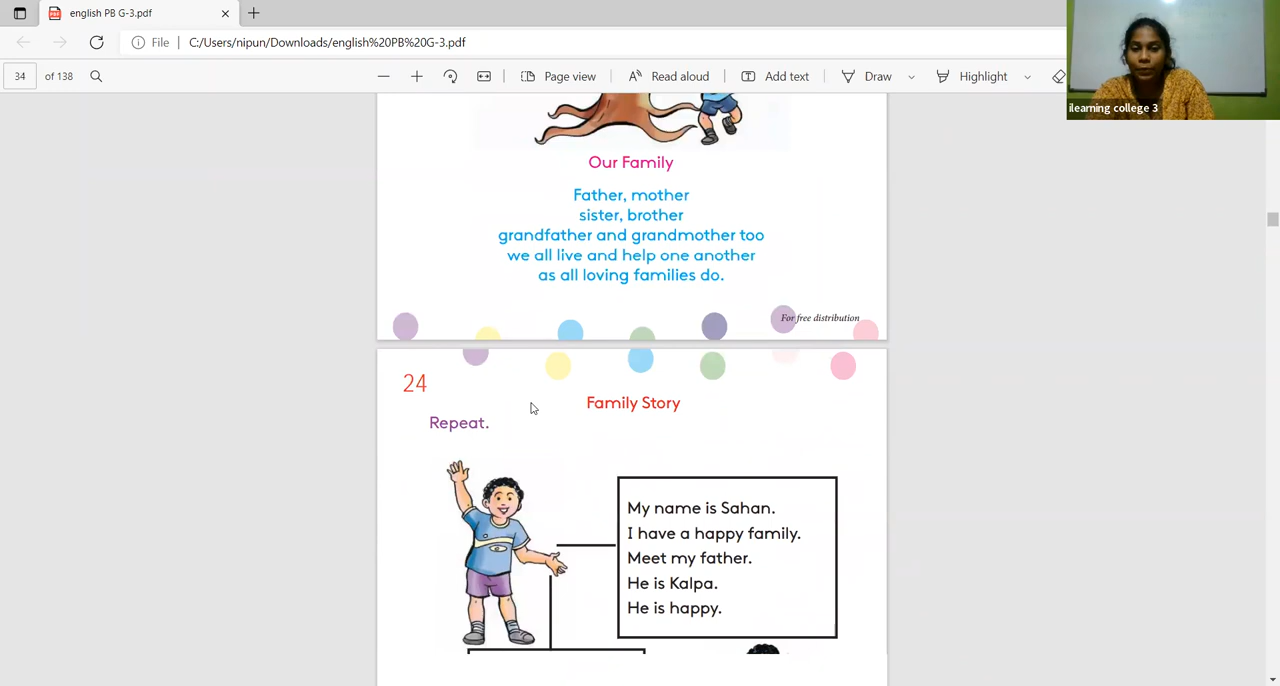 english PB G-3.pdf
File
C:/Users/nipun/Downloads/english%20PB%20G-3.pdf
34
of 138
Page view
Read aloud
Add text
Draw
Highlight
ilearning college 3
Our Family
Father, mother
sister, brother
grandfather and grandmother too
we all live and help one another
as all loving families do.
For free distribution
24
Family Story
Repeat.
My name is Sahan.
I have a happy family.
Meet my father.
He is Kalpa.
He is happy.